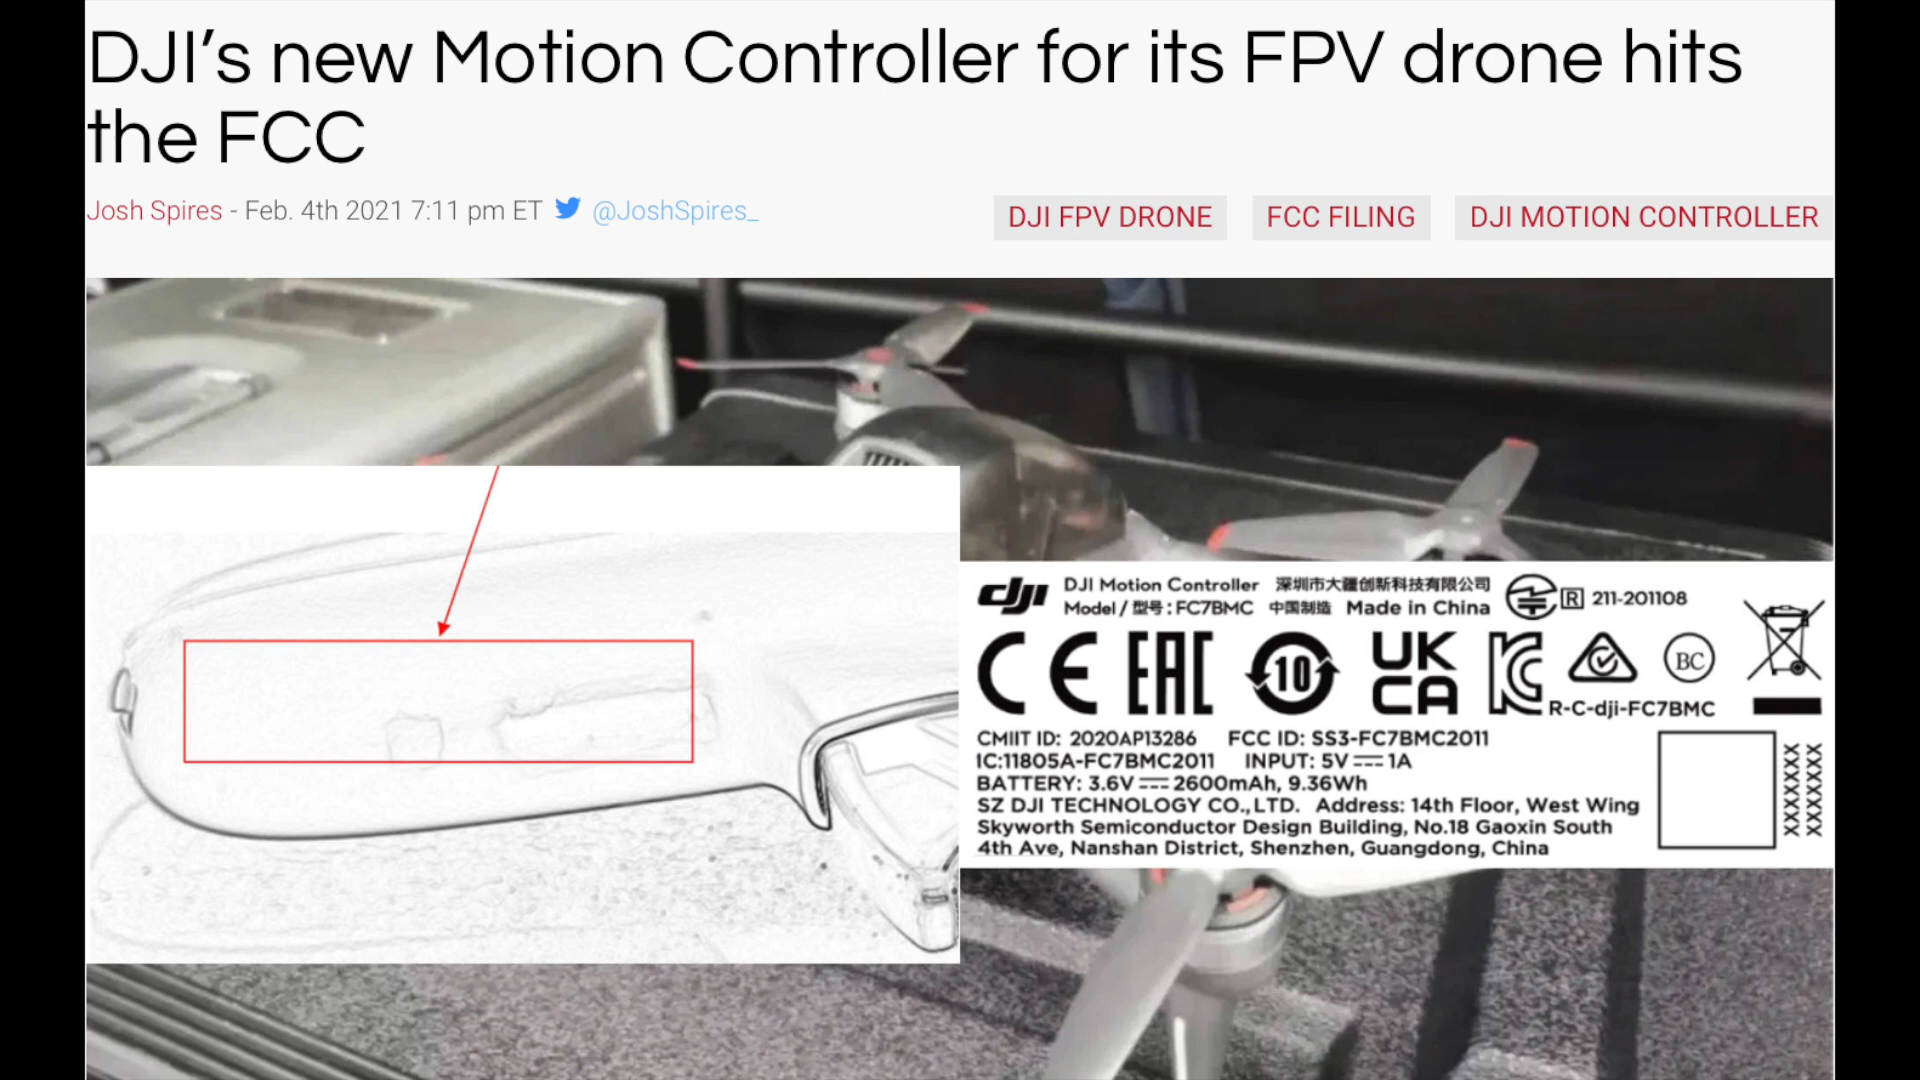 DJI’s new Motion Controller for its FPV drone hits
the FCC
Josh Spires - Feb. 4th 2021 7:11 pm ET @JoshSpires_
DJI FPV DRONE FCC FILING DJI MOTION CONTROLLER
dji DJI Motion Controller 深圳市大疆创新科技有限公司
Model / 型号 : FC7BMC 中国制造 Made in China
R 211-201108
CE EAC 10 UK CA KC BC
R-C-dji-FC7BMC
CMIIT ID: 2020AP13286 FCC ID: SS3-FC7BMC2011
IC:11805A-FC7BMC2011 INPUT: 5V⎓1A
BATTERY: 3.6V⎓2600mAh, 9.36Wh
SZ DJI TECHNOLOGY CO., LTD. Address: 14th Floor, West Wing
Skyworth Semiconductor Design Building, No.18 Gaoxin South
4th Ave, Nanshan District, Shenzhen, Guangdong, China
XXXXXXX
XXXXXXX